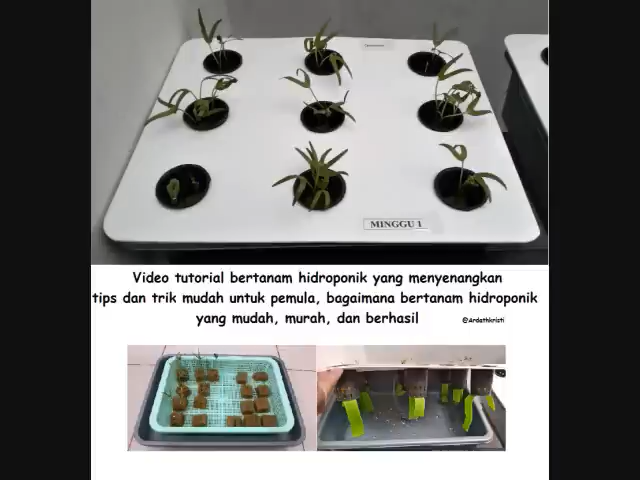 MINGGU 1
Video tutorial bertanam hidroponik yang menyenangkan
tips dan trik mudah untuk pemula, bagaimana bertanam hidroponik
yang mudah, murah, dan berhasil
@Ardathkristi